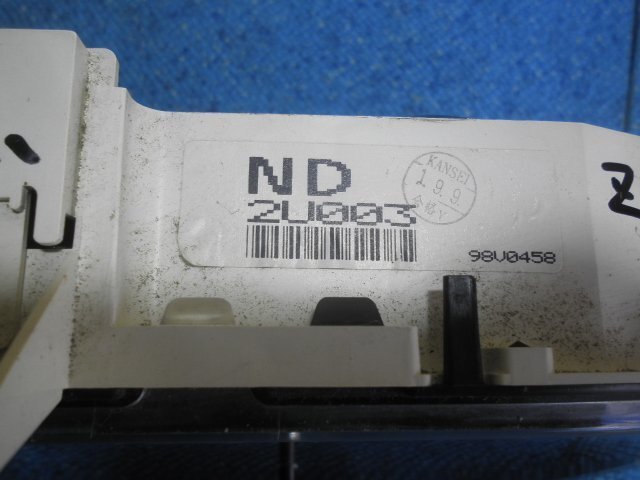 ND
2U003
KANSEI
1 9 9.
98V0458
Z